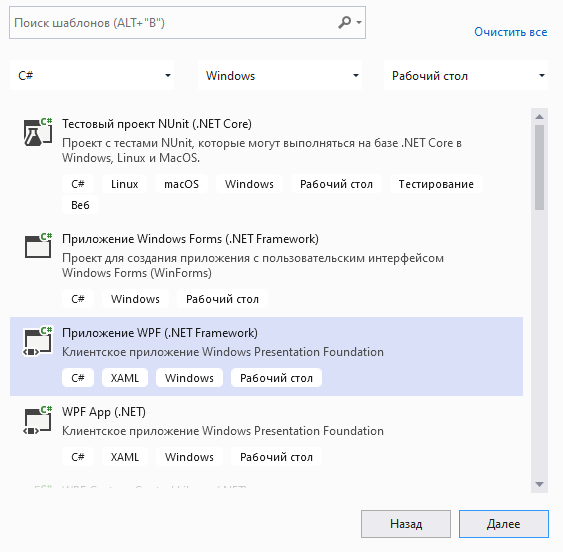 Поиск шаблонов (ALT+"В")
Очистить все
C# Windows Рабочий стол
C#
Тестовый проект NUnit (.NET Core)
Проект с тестами NUnit, которые могут выполняться на базе .NET Core в
Windows, Linux и MacOS.
C# Linux macOS Windows Рабочий стол Тестирование
Веб
C#
Приложение Windows Forms (.NET Framework)
Проект для создания приложения с пользовательским интерфейсом
Windows Forms (WinForms)
C# Windows Рабочий стол
C#
Приложение WPF (.NET Framework)
Клиентское приложение Windows Presentation Foundation
C# XAML Windows Рабочий стол
C#
WPF App (.NET)
Клиентское приложение Windows Presentation Foundation
C# XAML Windows Рабочий стол
Назад Далее